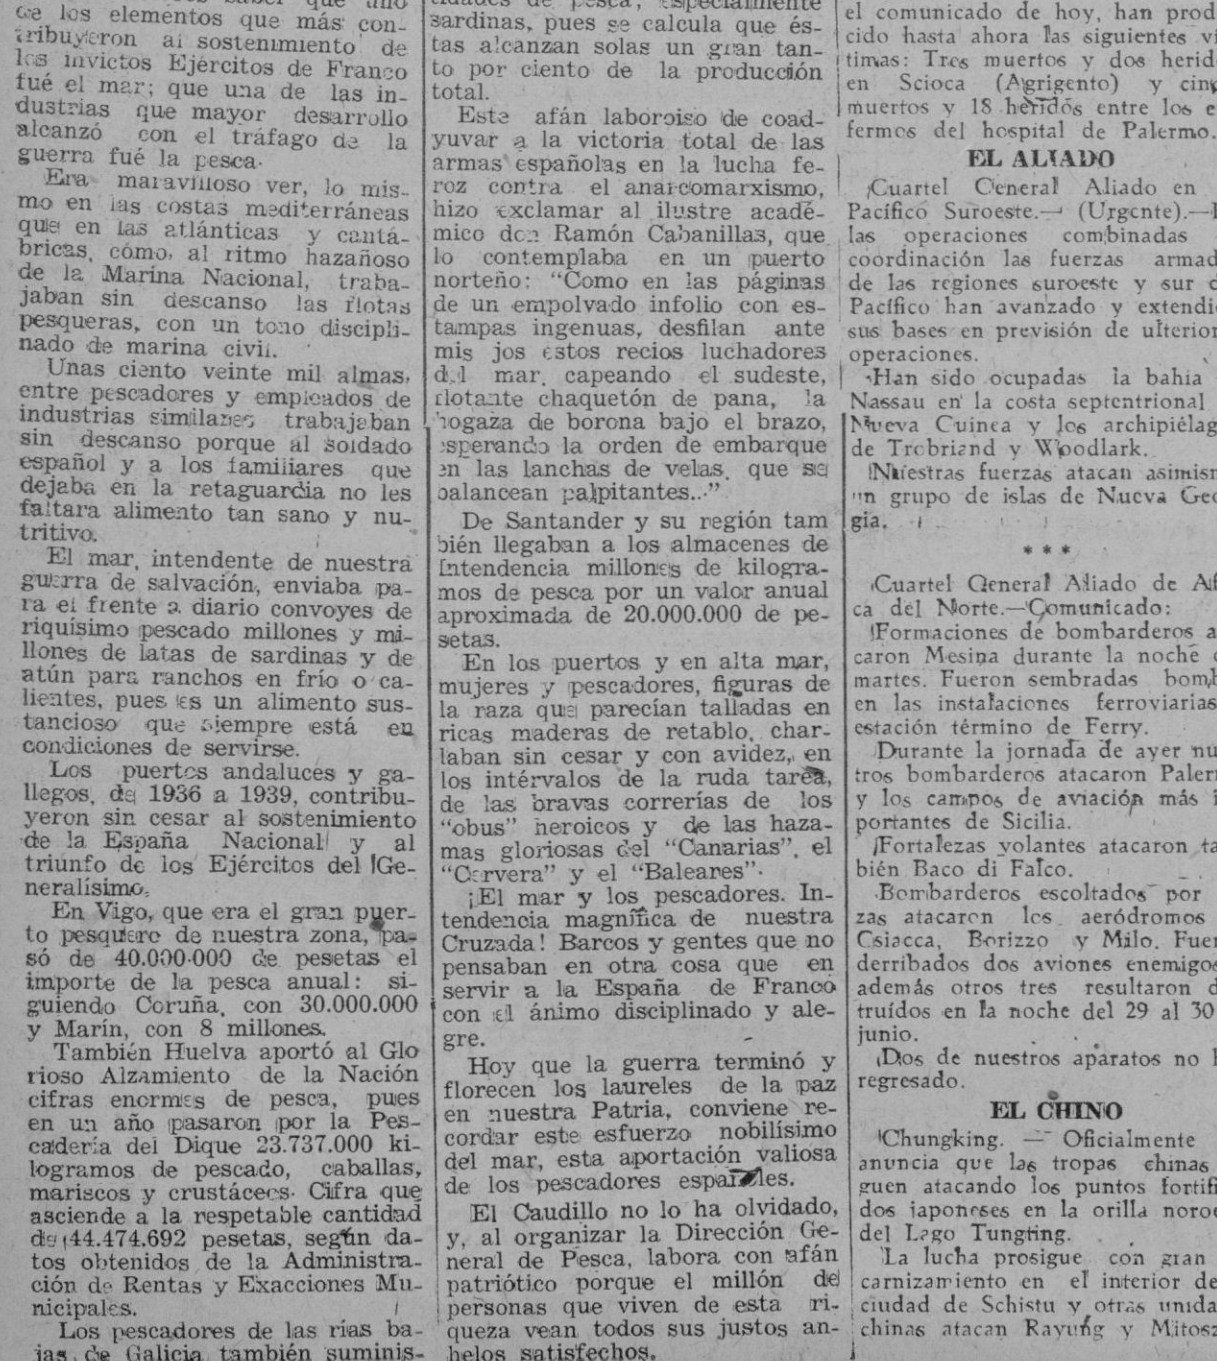 de los elementos que más con-
tribuyeron al sostenimiento de
los invictos Ejércitos de Franco
fué el mar; que una de las in-
dustrias que mayor desarrollo
alcanzó con el tráfago de la
guerra fué la pesca.
Era maravilloso ver, lo mis-
mo en las costas mediterráneas
que en las atlánticas y cantá-
bricas, cómo, al ritmo hazañoso
de la Marina Nacional, traba-
jaban sin descanso las flotas
pesqueras, con un tono discipli-
nado de marina civil.
Unas ciento veinte mil almas,
entre pescadores y empleados de
industrias similares trabajaban
sin descanso porque al soldado
español y a los familiares que
dejaba en la retaguardia no les
faltara alimento tan sano y nu-
tritivo.
El mar, intendente de nuestra
guerra de salvación, enviaba pa-
ra el frente a diario convoyes de
riquísimo pescado millones y mi-
llones de latas de sardinas y de
atún para ranchos en frío o ca-
lientes, pues es un alimento sus-
tancioso que siempre está en
condiciones de servirse.
Los puertos andaluces y ga-
llegos, de 1936 a 1939, contribu-
yeron sin cesar al sostenimiento
de la España Nacional y al
triunfo de los Ejércitos del Ge-
neralísimo.
En Vigo, que era el gran puer-
to pesquero de nuestra zona, pa-
só de 40.000.000 de pesetas el
importe de la pesca anual: si-
guiendo Coruña, con 30.000.000
y Marín, con 8 millones.
También Huelva aportó al Glo
rioso Alzamiento de la Nación
cifras enormes de pesca, pues
en un año pasaron por la Pes-
cadería del Dique 23.737.000 ki-
logramos de pescado, caballas,
mariscos y crustáceos. Cifra que
asciende a la respetable cantidad
de 44.474.692 pesetas, según da-
tos obtenidos de la Administra-
ción de Rentas y Exacciones Mu-
nicipales.
Los pescadores de las rías ba-
jas de Galicia también suminis-
de pesca, especialmente
sardinas, pues se calcula que és-
tas alcanzan solas un gran tan-
to por ciento de la producción
total.
Este afán laboroiso de coad-
yuvar a la victoria total de las
armas españolas en la lucha fe-
roz contra el anarcomarxismo,
hizo exclamar al ilustre acadé-
mico don Ramón Cabanillas, que
lo contemplaba en un puerto
norteño: "Como en las páginas
de un empolvado infolio con es-
tampas ingenuas, desfilan ante
mis jos estos recios luchadores
del mar, capeando el sudeste,
flotante chaquetón de pana, la
hogaza de borona bajo el brazo,
esperando la orden de embarque
en las lanchas de velas, que se
balancean palpitantes..."
De Santander y su región tam
bién llegaban a los almacenes de
Intendencia millones de kilogra-
mos de pesca por un valor anual
aproximada de 20.000.000 de pe-
setas.
En los puertos y en alta mar,
mujeres y pescadores, figuras de
la raza que parecían talladas en
ricas maderas de retablo, char-
laban sin cesar y con avidez, en
los intérvalos de la ruda tarea,
de las bravas correrías de los
"obus" heroicos y de las haza-
mas gloriosas del "Canarias", el
"Cervera" y el "Baleares".
¡El mar y los pescadores. In-
tendencia magnífica de nuestra
Cruzada! Barcos y gentes que no
pensaban en otra cosa que en
servir a la España de Franco
con el ánimo disciplinado y ale-
gre.
Hoy que la guerra terminó y
florecen los laureles de la paz
en nuestra Patria, conviene re-
cordar este esfuerzo nobilísimo
del mar, esta aportación valiosa
de los pescadores españoles.
El Caudillo no lo ha olvidado,
y, al organizar la Dirección Ge-
neral de Pesca, labora con afán
patriótico porque el millón de
personas que viven de esta ri-
queza vean todos sus justos an-
helos satisfechos.
el comunicado de hoy, han prod
cido hasta ahora las siguientes ví
timas: Tres muertos y dos herid
en Scioca (Agrigento) y cin
muertos y 18 heridos entre los e
fermos del hospital de Palermo.
EL ALIADO
Cuartel General Aliado en
Pacífico Suroeste.— (Urgente).—
las operaciones combinadas
coordinación las fuerzas armad
de las regiones suroeste y sur d
Pacífico han avanzado y extendi
sus bases en previsión de ulterior
operaciones.
Han sido ocupadas la bahia
Nassau en la costa septentrional
Nueva Guinea y los archipiélag
de Trobriand y Woodlark.
Nuestras fuerzas atacan asimism
un grupo de islas de Nueva Geo
gia.
* * *
Cuartel General Aliado de Af
ca del Norte.—Comunicado:
Formaciones de bombarderos a
caron Mesina durante la noche d
martes. Fueron sembradas bomb
en las instalaciones ferroviarias
estación término de Ferry.
Durante la jornada de ayer nu
tros bombarderos atacaron Paler
y los campos de aviación más i
portantes de Sicilia.
Fortalezas volantes atacaron ta
bién Baco di Falco.
Bombarderos escoltados por
zas atacaron los aeródromos
Csiacca, Borizzo y Milo. Fuer
derribados dos aviones enemigos
además otros tres resultaron d
truídos en la noche del 29 al 30
junio.
Dos de nuestros aparatos no h
regresado.
EL CHINO
Chungking. — Oficialmente
anuncia que las tropas chinas
guen atacando los puntos fortifi
dos japoneses en la orilla noroe
del Lago Tungting.
La lucha prosigue con gran
carnizamiento en el interior de
ciudad de Schistu y otras unida
chinas atacan Rayung y Mitosz